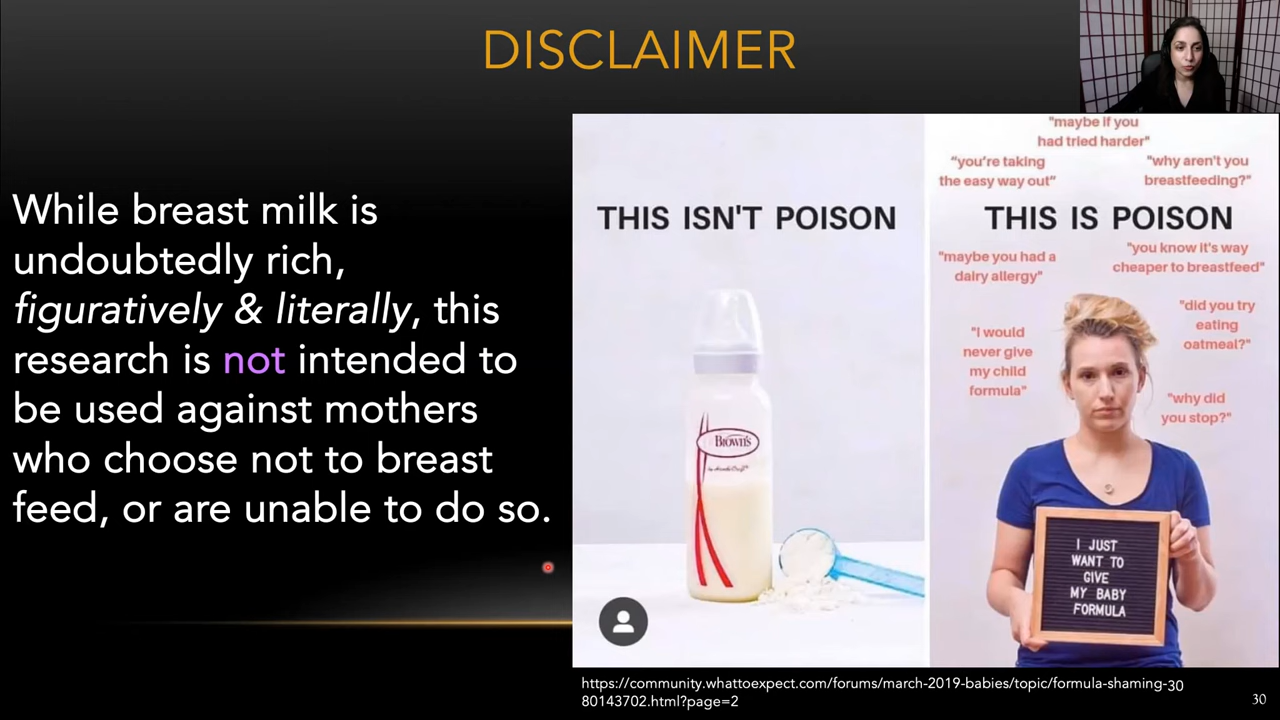 DISCLAIMER
While breast milk is
undoubtedly rich,
figuratively & literally, this
research is not intended to
be used against mothers
who choose not to breast
feed, or are unable to do so.
THIS ISN'T POISON
Brown's
"maybe if you
had tried harder"
"you're taking
the easy way out"
"why aren't you
breastfeeding?"
THIS IS POISON
"maybe you had a
dairy allergy"
"you know it's way
cheaper to breastfeed"
"did you try
eating
oatmeal?"
"I would
never give
my child
formula"
"why did
you stop?"
I JUST
WANT TO
GIVE
MY BABY
FORMULA
https://community.whattoexpect.com/forums/march-2019-babies/topic/formula-shaming-30
80143702.html?page=2
30